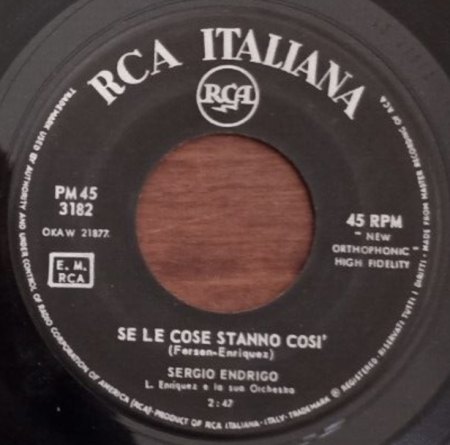 RCA ITALIANA
RCA
PM 45
3182
OKAW 21877.
E. M.
RCA
45 RPM
"NEW
ORTHOPHONIC"
HIGH FIDELITY
SE LE COSE STANNO COSI'
(Fersen-Enriquez)
SERGIO ENDRIGO
L. Enriquez e la sua Orchestra
2:47
TRADEMARK USED BY AUTHORITY AND UNDER CONTROL OF RADIO CORPORATION OF AMERICA (RCA)-PRODUCT OF RCA ITALIANA-ITALY-TRADEMARK ® REGISTERED-RISERVATI TUTTI I DIRITTI - MADE FROM MASTER RECORDING OF RCA